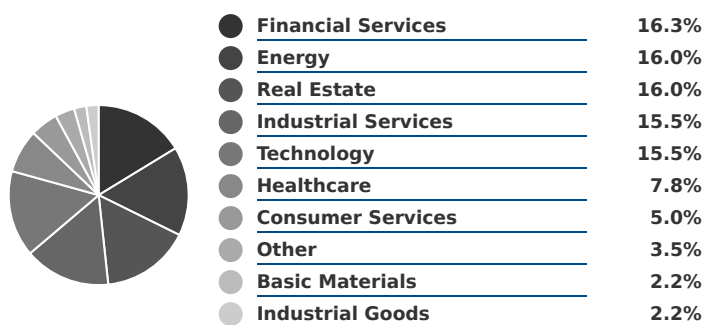 Financial Services 16.3%
Energy 16.0%
Real Estate 16.0%
Industrial Services 15.5%
Technology 15.5%
Healthcare 7.8%
Consumer Services 5.0%
Other 3.5%
Basic Materials 2.2%
Industrial Goods 2.2%